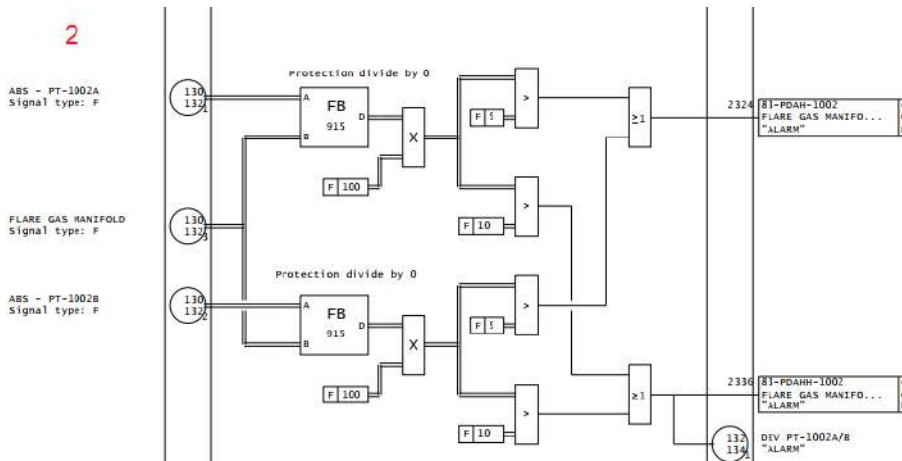 2
Protection divide by 0
ABS - PT-1002A
Signal type: F
130
132
1
A
B
FB
915
D
X
F 100
F 5
>
≥1
2324
83-PDAH-1002
FLARE GAS MANIFO...
"ALARM"
>
F 10
FLARE GAS MANIFOLD
Signal type: F
130
132
3
Protection divide by 0
ABS - PT-1002B
Signal type: F
130
132
2
A
B
FB
915
D
X
F 100
F 5
>
>
F 10
≥1
2336
83-PDAHH-1002
FLARE GAS MANIFO...
"ALARM"
132
134
1
DEV PT-1002A/B
"ALARM"